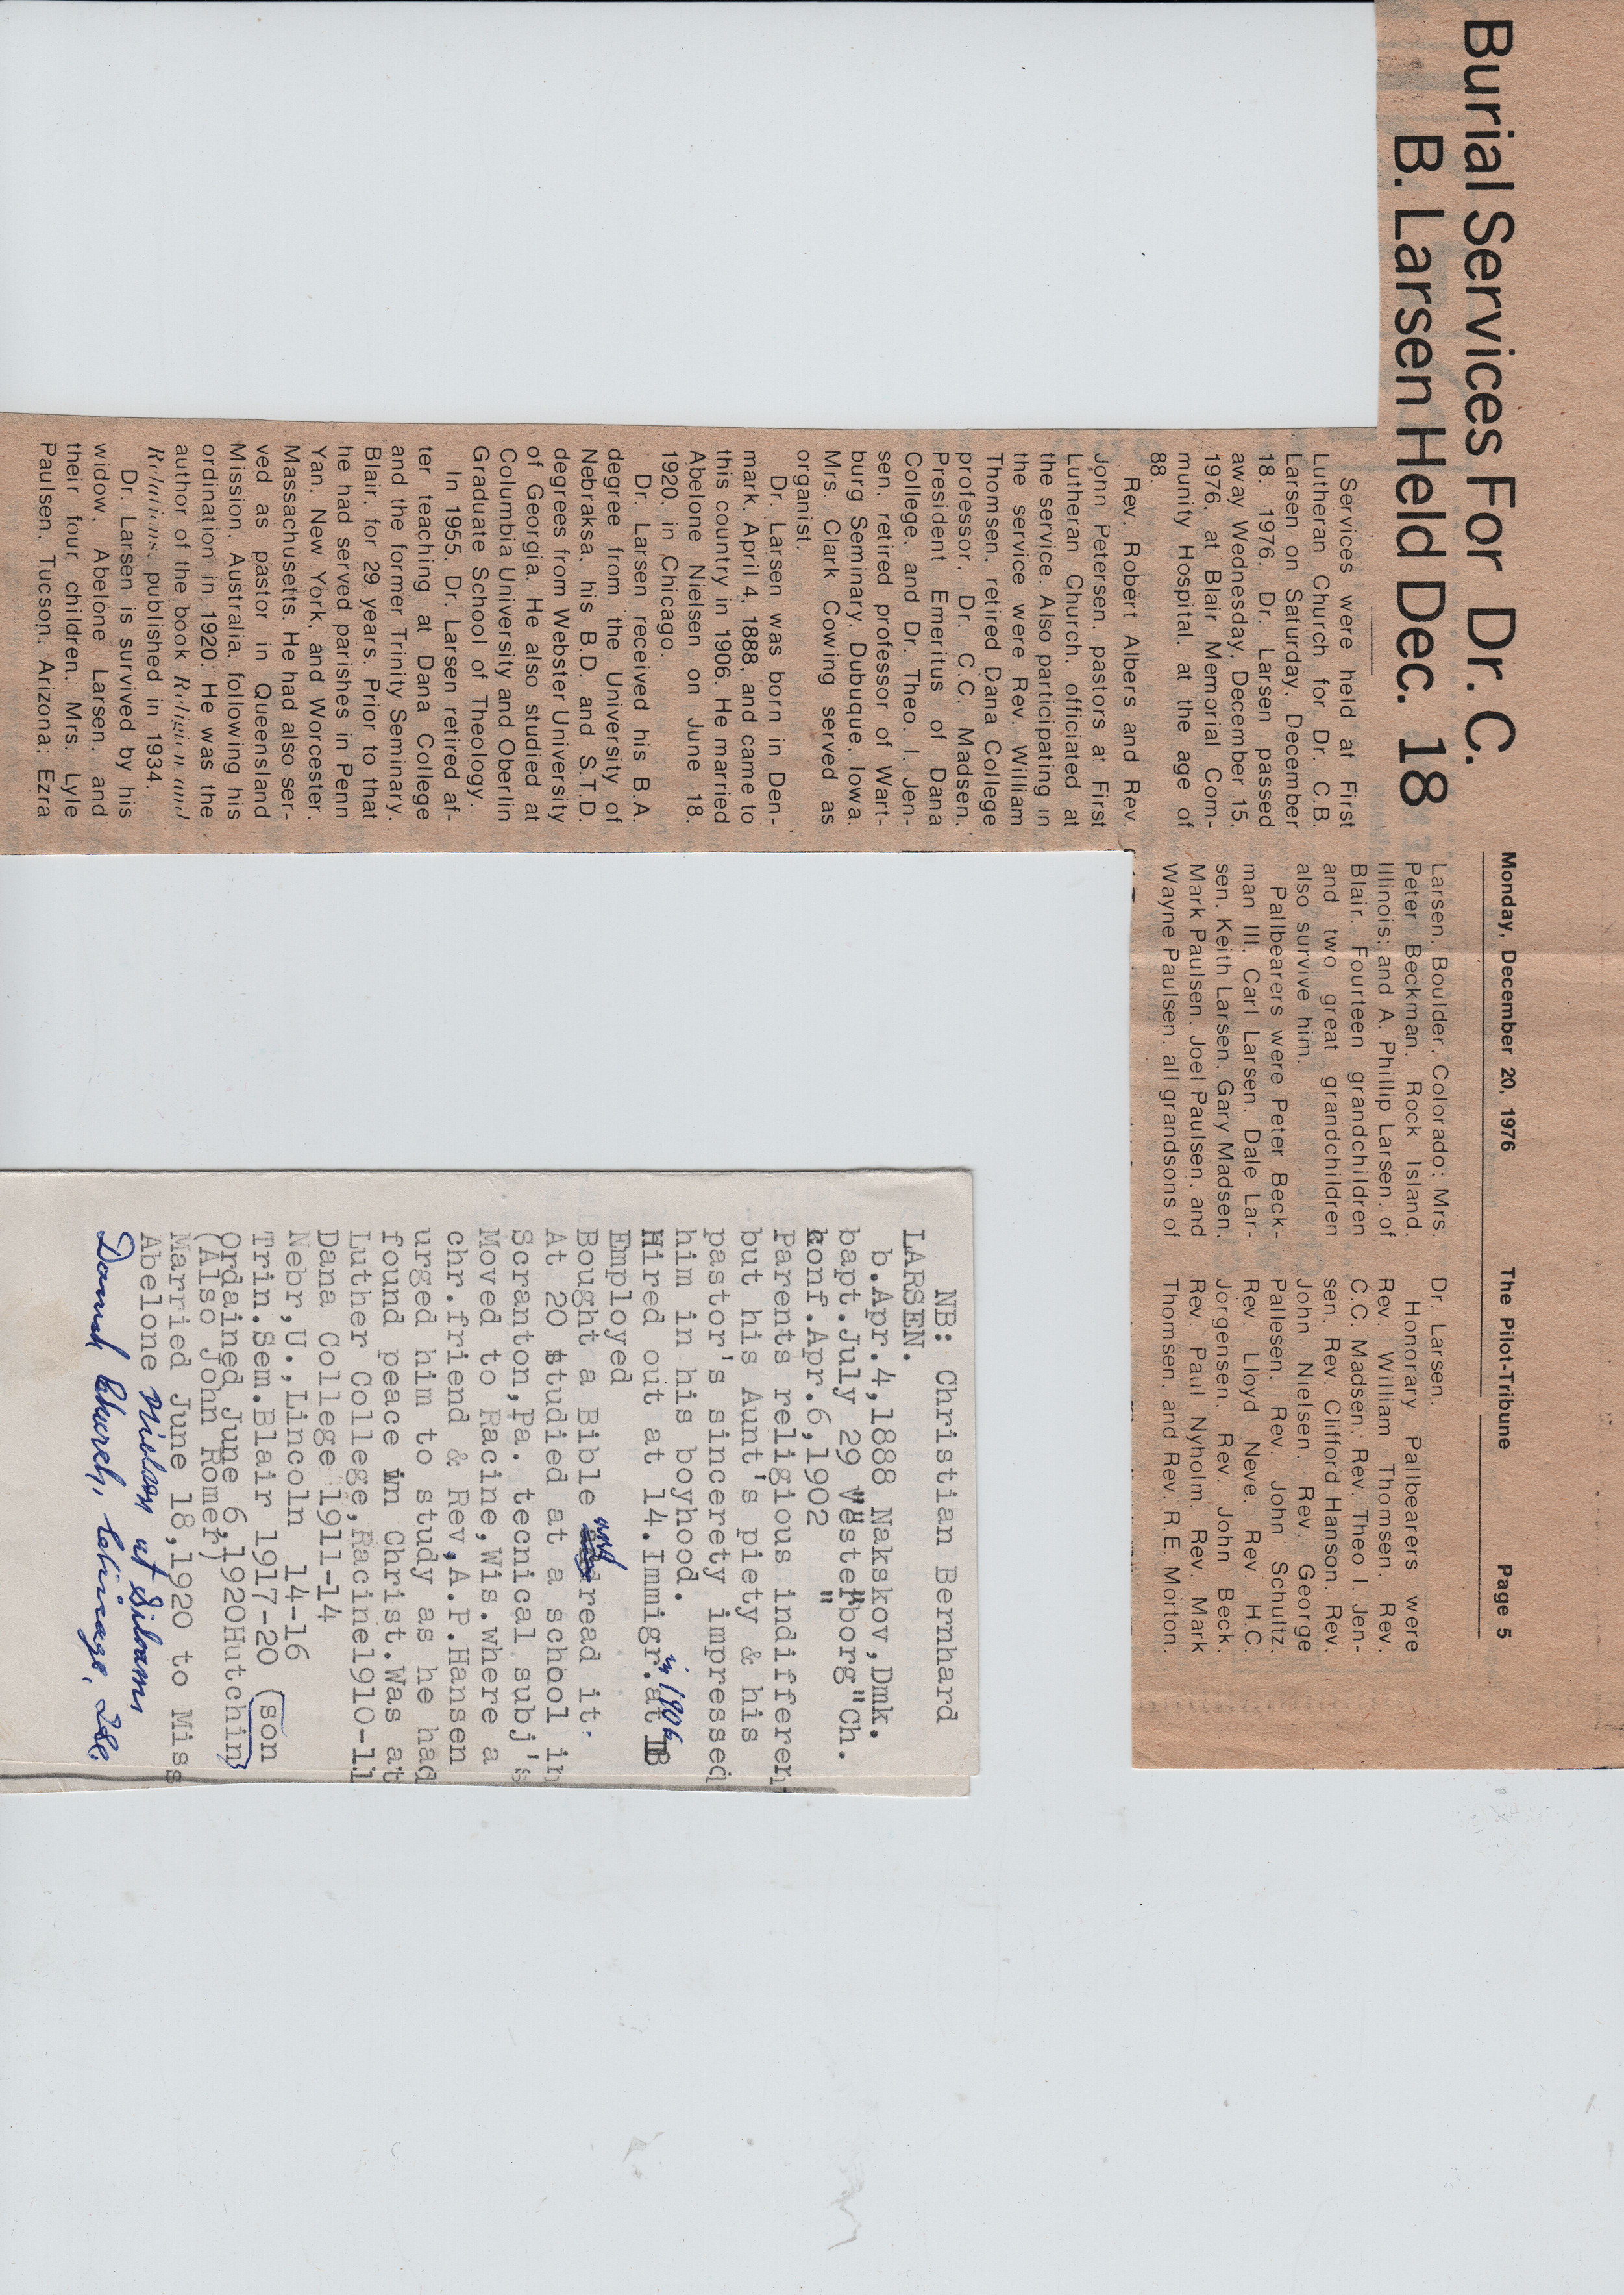 Burial Services For Dr. C.
B. Larsen Held Dec. 18
Monday, December 20, 1976 The Pilot-Tribune Page 5
Services were held at First
Lutheran Church for Dr. C.B.
Larsen on Saturday, December
18, 1976. Dr. Larsen passed
away Wednesday, December 15,
1976, at Blair Memorial Com-
munity Hospital, at the age of
88.
Rev. Robert Albers and Rev.
John Petersen, pastors at First
Lutheran Church, officiated at
the service. Also participating in
the service were Rev. William
Thomsen, retired Dana College
professor, Dr. C.C. Madsen,
President Emeritus of Dana
College, and Dr. Theo. I. Jen-
sen, retired professor of Wart-
burg Seminary, Dubuque, Iowa.
Mrs. Clark Cowing served as
organist.
Dr. Larsen was born in Den-
mark, April 4, 1888, and came to
this country in 1906. He married
Abelone Nielsen on June 18,
1920, in Chicago.
Dr. Larsen received his B.A.
degree from the University of
Nebraksa, his B.D. and S.T.D.
degrees from Webster University
of Georgia. He also studied at
Columbia University and Oberlin
Graduate School of Theology.
In 1955, Dr. Larsen retired af-
ter teaching at Dana College
and the former Trinity Seminary,
Blair, for 29 years. Prior to that
he had served parishes in Penn
Yan, New York, and Worcester,
Massachusetts. He had also ser-
ved as pastor in Queensland
Mission, Australia, following his
ordination in 1920. He was the
author of the book Religion and
Relations, published in 1934.
Dr. Larsen is survived by his
widow, Abelone Larsen, and
their four children, Mrs. Lyle
Paulsen, Tucson, Arizona; Ezra
Larsen, Boulder, Colorado; Mrs.
Peter Beckman, Rock Island,
Illinois; and A. Phillip Larsen, of
Blair. Fourteen grandchildren
and two great grandchildren
also survive him.
Pallbearers were Peter Beck-
man III, Carl Larsen, Dale Lar-
sen, Keith Larsen, Gary Madsen,
Mark Paulsen, Joel Paulsen, and
Wayne Paulsen, all grandsons of
Dr. Larsen.
Honorary Pallbearers were
Rev. William Thomsen, Rev.
C.C. Madsen, Rev. Theo I. Jen-
sen, Rev. Clifford Hanson, Rev.
John Nielsen, Rev. George
Pallesen, Rev. John Schultz,
Rev. Lloyd Neve, Rev. H.C.
Jorgensen, Rev. John Beck,
Rev. Paul Nyholm, Rev. Mark
Thomsen, and Rev. R.E. Morton.
NB: Christian Bernhard
LARSEN.
b.Apr.4,1888 Nakskov,Dmk.
bapt.July 29 "Vester"borg"Ch.
konf.Apr.6,1902 "
Parents religious indifferen
but his Aunt's piety & his
pastor's sincerety impressed
him in his boyhood.
Hired out at 14.Immigr. in 1906 at 18
Employed
Bought a Bible and read it.
At 20 studied at a school in
Scranton,Pa. tecnical subj's
Moved to Racine,Wis.where a
chr.friend & Rev,A.P.Hansen
urged him to study as he had
found peace in Christ.Was at
Luther College,Racine1910-11
Dana College 1911-14
Nebr,U.,Lincoln 14-16
Trin.Sem.Blair 1917-20 (son
Ordained June 6,1920Hutchin
(Also John Romer)
Married June 18,1920 to Mis
Abelone Nielsen at Siloam
Danish Church, Chicago, Ill.